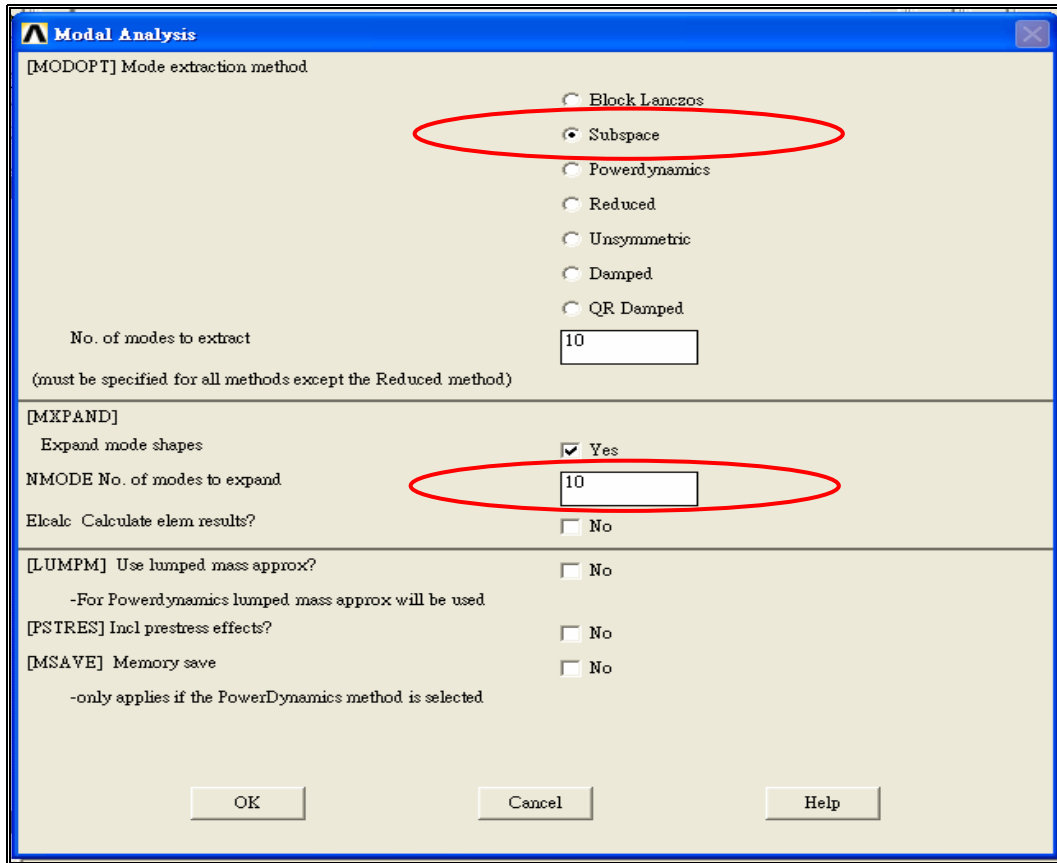 Modal Analysis
[MODOPT] Mode extraction method
Block Lanczos
Subspace
Powerdynamics
Reduced
Unsymmetric
Damped
QR Damped
No. of modes to extract 10
(must be specified for all methods except the Reduced method)
[MXPAND]
Expand mode shapes Yes
NMODE No. of modes to expand 10
Elcalc Calculate elem results? No
[LUMPM] Use lumped mass approx? No
-For Powerdynamics lumped mass approx will be used
[PSTRES] Incl prestress effects? No
[MSAVE] Memory save No
-only applies if the PowerDynamics method is selected
OK Cancel Help